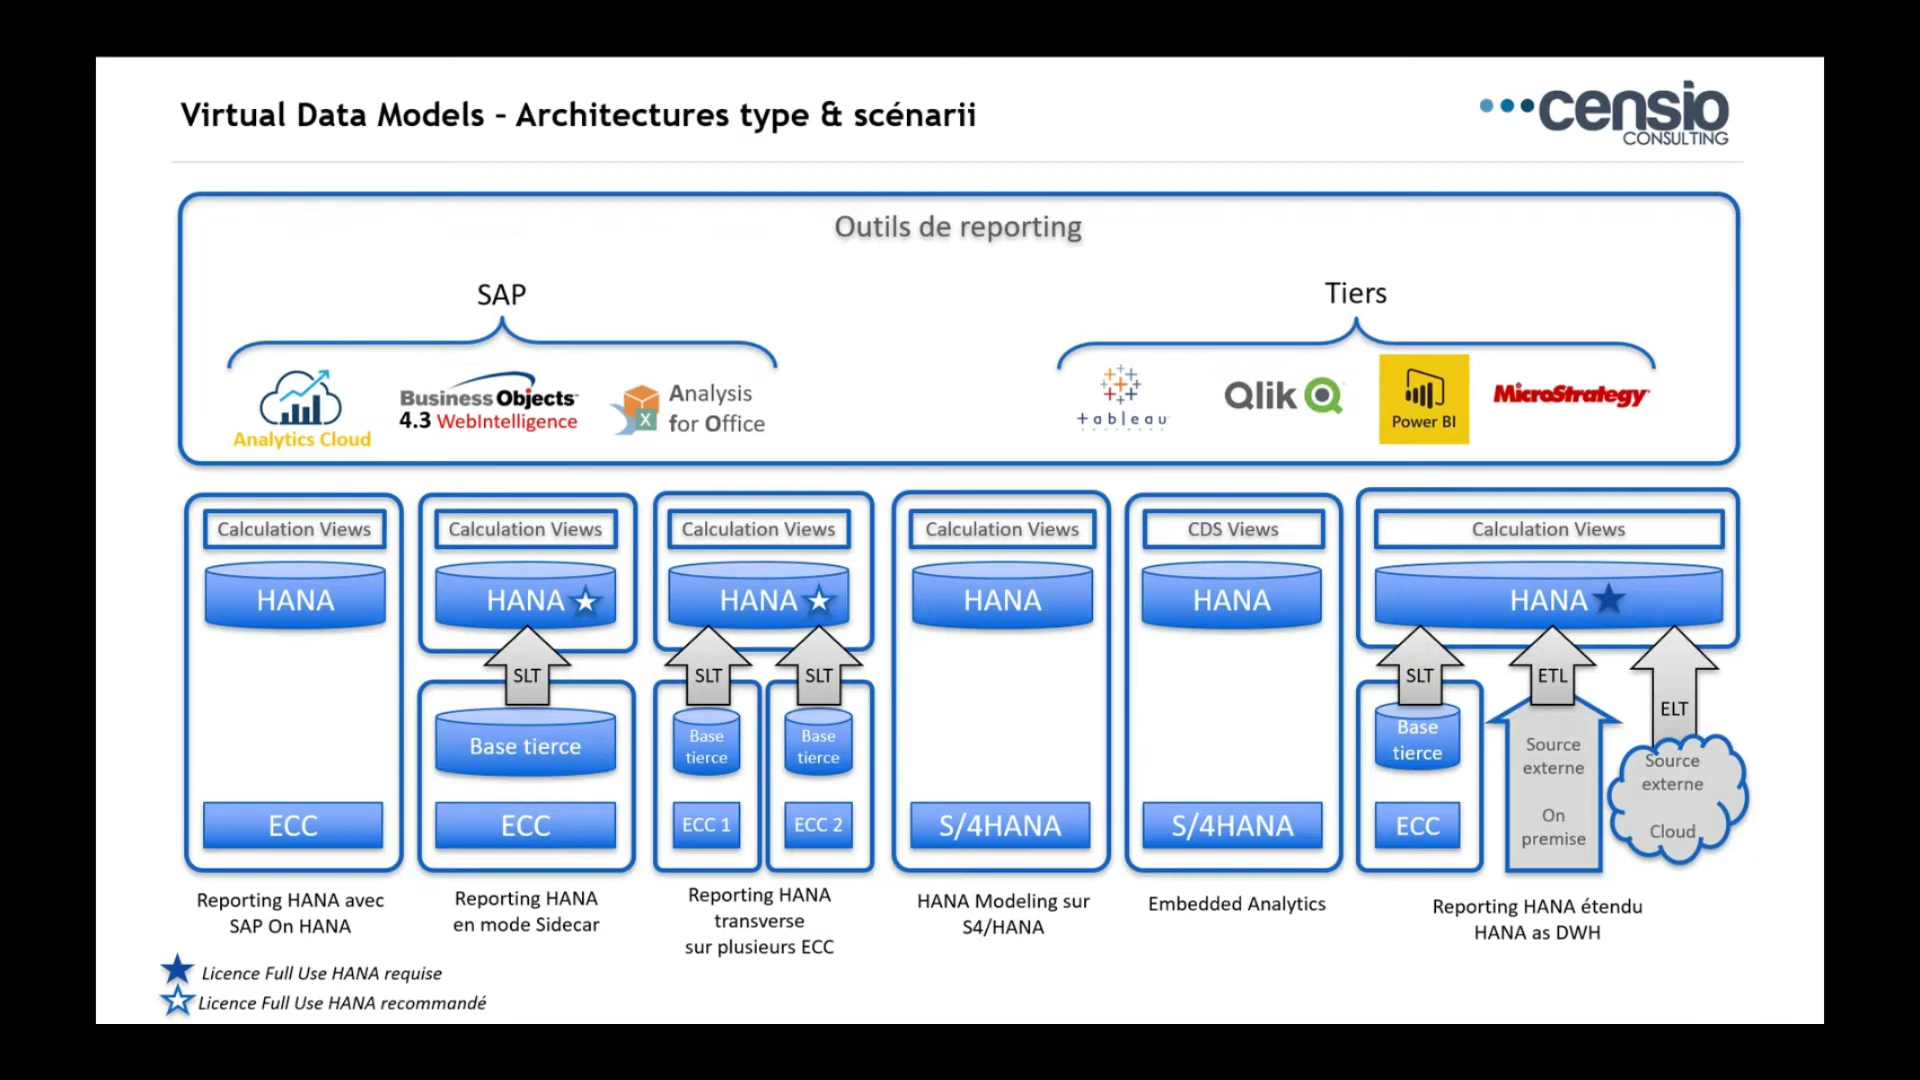 Virtual Data Models - Architectures type & scénarii
censio
CONSULTING
Outils de reporting
SAP
Tiers
Analytics Cloud
Business Objects
4.3 WebIntelligence
Analysis
for Office
+ableau
Qlik
Power BI
MicroStrategy
Calculation Views
Calculation Views
Calculation Views
Calculation Views
CDS Views
Calculation Views
HANA
HANA
HANA
HANA
HANA
HANA
SLT
SLT
SLT
SLT
ETL
ELT
Base tierce
Base
tierce
Base
tierce
Base
tierce
Source
externe
On
premise
Source
externe
Cloud
ECC
ECC
ECC 1
ECC 2
S/4HANA
S/4HANA
ECC
Reporting HANA avec
SAP On HANA
Reporting HANA
en mode Sidecar
Reporting HANA
transverse
sur plusieurs ECC
HANA Modeling sur
S4/HANA
Embedded Analytics
Reporting HANA étendu
HANA as DWH
Licence Full Use HANA requise
Licence Full Use HANA recommandé